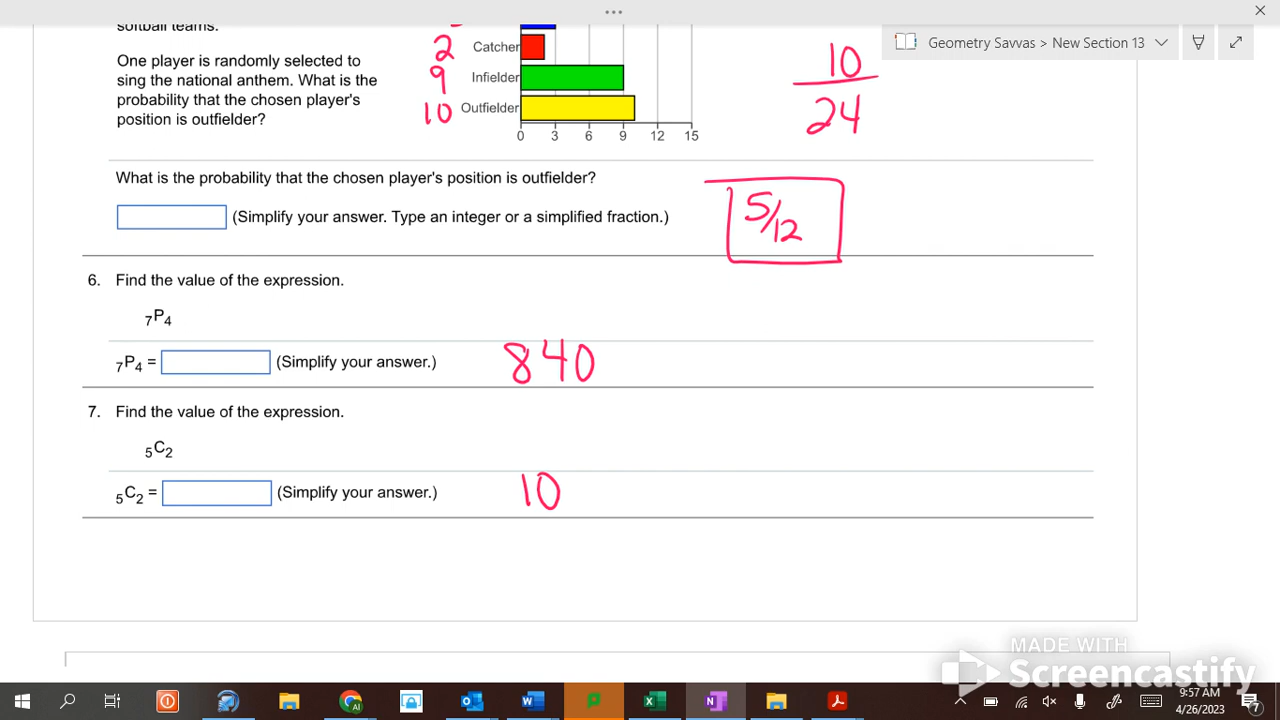 softball teams.
One player is randomly selected to
sing the national anthem. What is the
probability that the chosen player's
position is outfielder?
2 Catcher
9 Infielder
10 Outfielder
0 3 6 9 12 15
10
24
Geometry Savvas > New Section 13
What is the probability that the chosen player's position is outfielder?
(Simplify your answer. Type an integer or a simplified fraction.)
5/12
6. Find the value of the expression.
₇P₄
₇P₄ = (Simplify your answer.) 840
7. Find the value of the expression.
₅C₂
₅C₂ = (Simplify your answer.) 10
MADE WITH
Screencastify
9:57 AM
4/26/2023
7